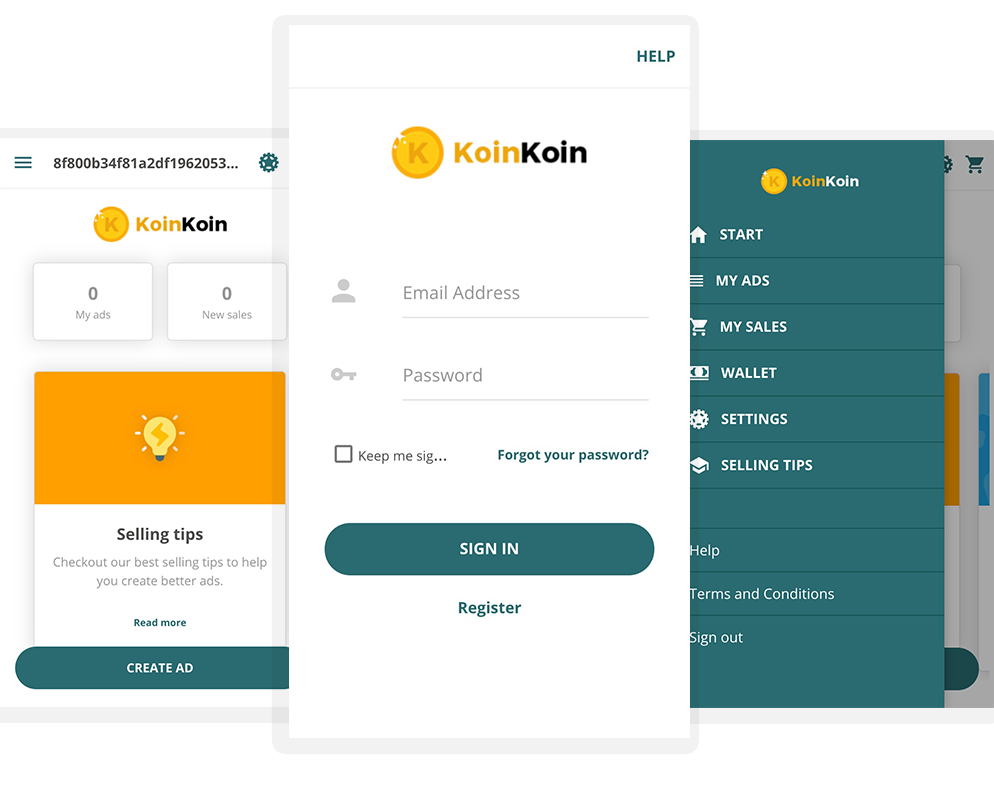 8f800b34f81a2df1962053...
K
KoinKoin
0
My ads
0
New sales
Selling tips
Checkout our best selling tips to help
you create better ads.
Read more
CREATE AD
HELP
K
KoinKoin
Email Address
Password
Keep me sig...
Forgot your password?
SIGN IN
Register
K
KoinKoin
START
MY ADS
MY SALES
WALLET
SETTINGS
SELLING TIPS
Help
Terms and Conditions
Sign out